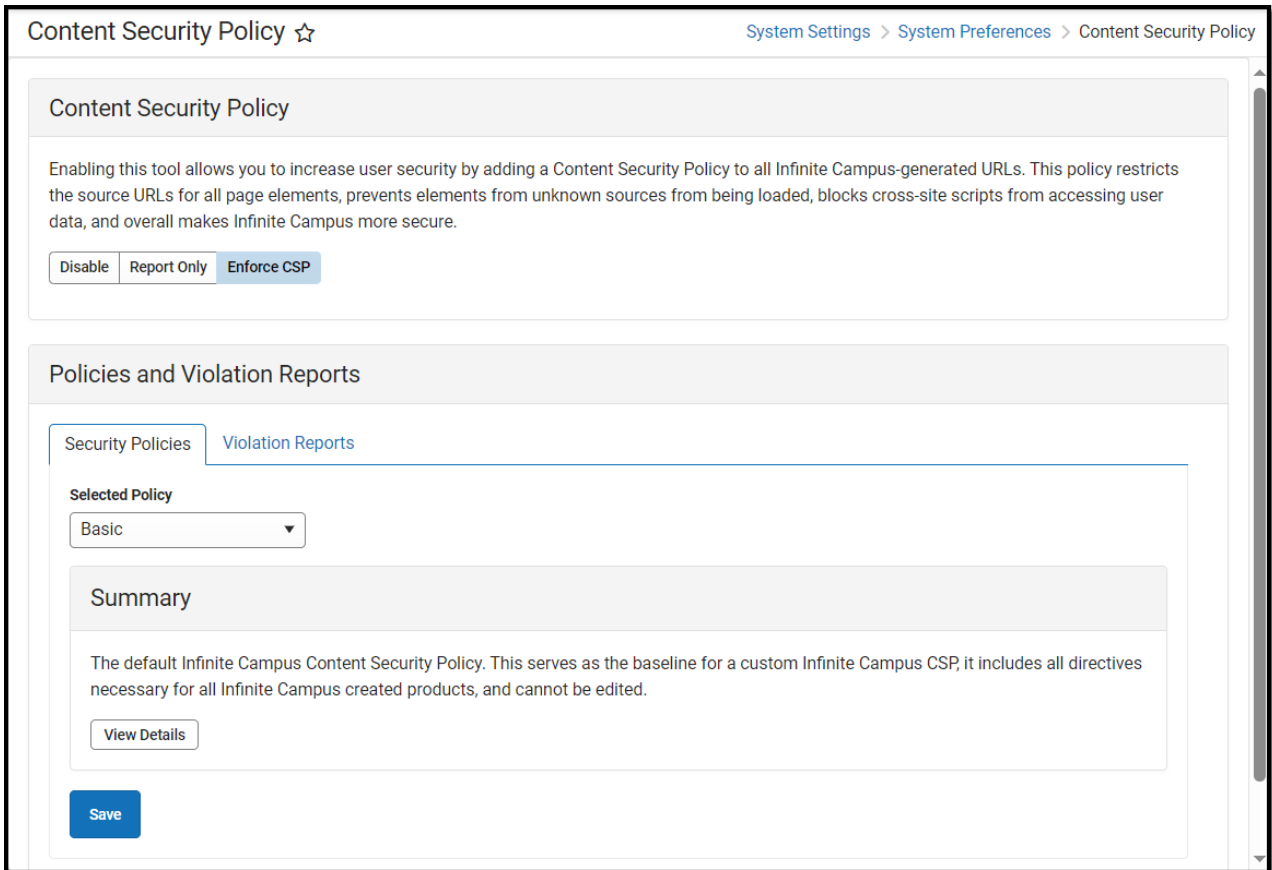 Content Security Policy
System Settings > System Preferences > Content Security Policy
Content Security Policy
Enabling this tool allows you to increase user security by adding a Content Security Policy to all Infinite Campus-generated URLs. This policy restricts
the source URLs for all page elements, prevents elements from unknown sources from being loaded, blocks cross-site scripts from accessing user
data, and overall makes Infinite Campus more secure.
Disable Report Only Enforce CSP
Policies and Violation Reports
Security Policies Violation Reports
Selected Policy
Basic
Summary
The default Infinite Campus Content Security Policy. This serves as the baseline for a custom Infinite Campus CSP, it includes all directives
necessary for all Infinite Campus created products, and cannot be edited.
View Details
Save